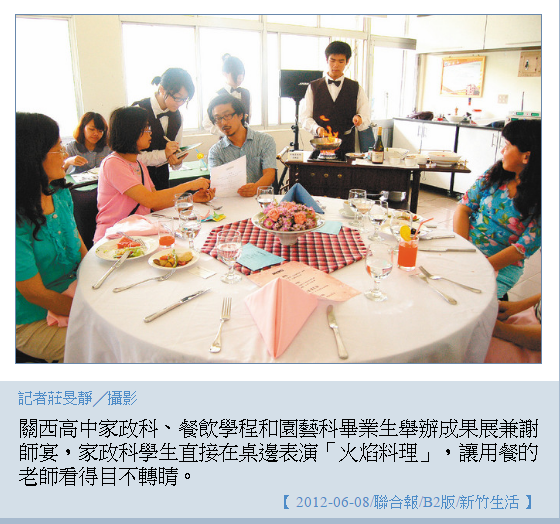 記者莊旻靜／攝影
關西高中家政科、餐飲學程和園藝科畢業生舉辦成果展兼謝
師宴，家政科學生直接在桌邊表演「火焰料理」，讓用餐的
老師看得目不轉睛。
【 2012-06-08/聯合報/B2版/新竹生活 】